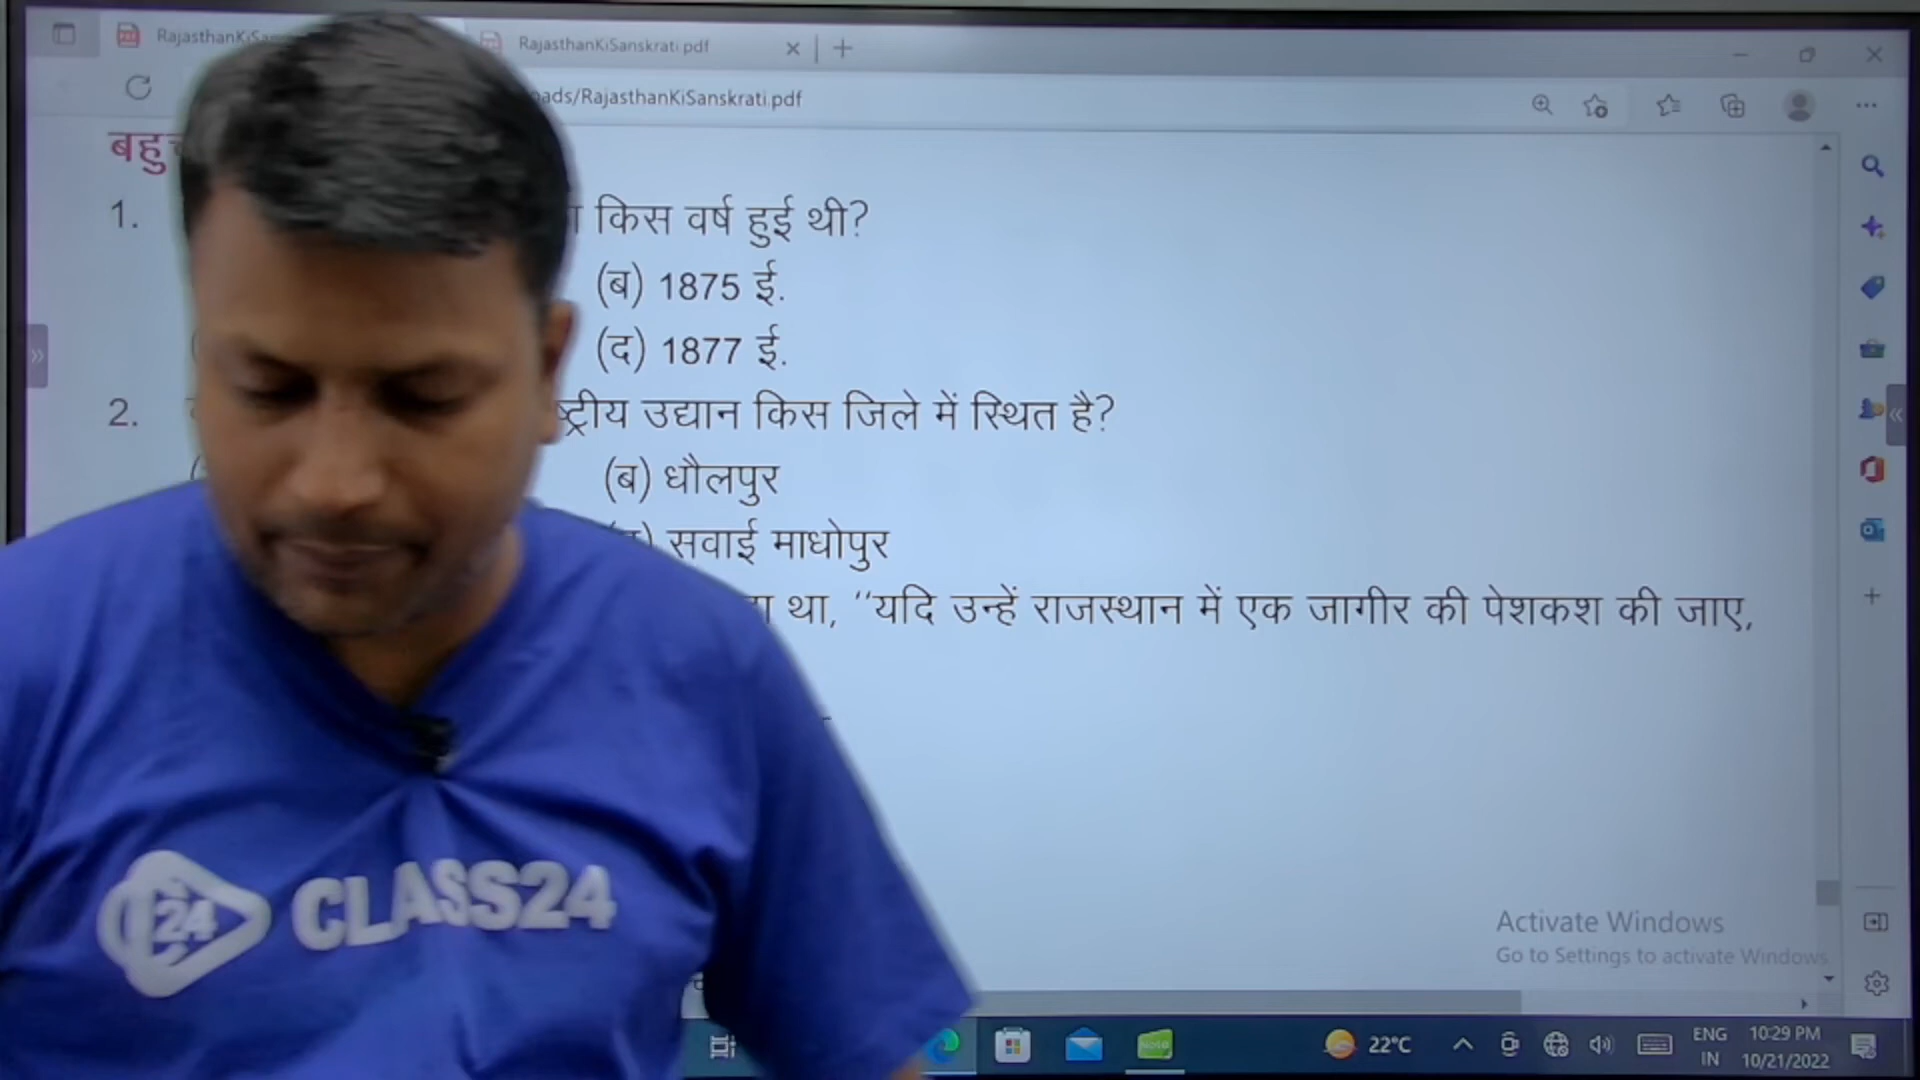 RajasthanKiSanskrati.pdf
ads/RajasthanKiSanskrati.pdf
1. किस वर्ष हुई थी?
(ब) 1875 ई.
(द) 1877 ई.
2. उद्यान किस जिले में स्थित है?
(ब) धौलपुर
सवाई माधोपुर
था, “यदि उन्हें राजस्थान में एक जागीर की पेशकश की जाए,
24 CLASS24
Activate Windows
Go to Settings to activate Windows.
22°C ENG 10:29 PM
IN 10/21/2022